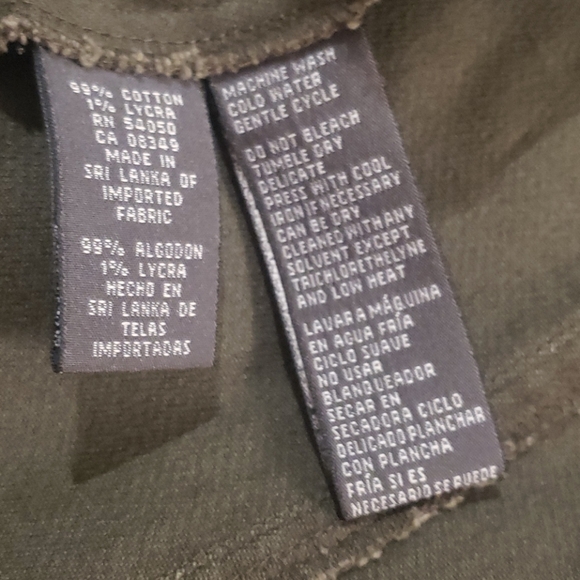 99% COTTON
1% LYCRA
RN 54050
CA 08349
MADE IN
SRI LANKA OF
IMPORTED
FABRIC
99% ALGODON
1% LYCRA
HECHO EN
SRI LANKA DE
TELAS
IMPORTADAS
MACHINE WASH
COLD WATER
GENTLE CYCLE
DO NOT BLEACH
TUMBLE DRY
DELICATE
PRESS WITH COOL
IRON IF NECESSARY
CAN BE DRY
CLEANED WITH ANY
SOLVENT EXCEPT
TRICHLORETHELYNE
AND LOW HEAT
LAVAR A MÁQUINA
EN AGUA FRÍA
CICLO SUAVE
NO USAR
BLANQUEADOR
SECAR EN
SECADORA CICLO
DELICADO PLANCHAR
CON PLANCHA
FRÍA SI ES
NECESARIO SE PUEDE